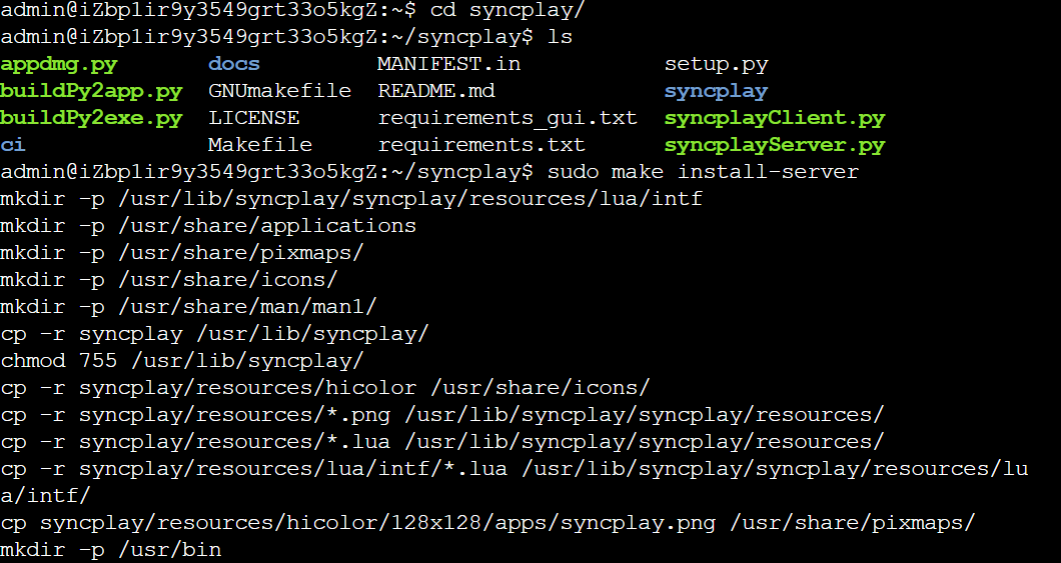 admin@iZbp1ir9y3549grt33o5kgZ:~$ cd syncplay/
admin@iZbp1ir9y3549grt33o5kgZ:~/syncplay$ ls
appdmg.py docs MANIFEST.in setup.py
buildPy2app.py GNUmakefile README.md syncplay
buildPy2exe.py LICENSE requirements_gui.txt syncplayClient.py
ci Makefile requirements.txt syncplayServer.py
admin@iZbp1ir9y3549grt33o5kgZ:~/syncplay$ sudo make install-server
mkdir -p /usr/lib/syncplay/syncplay/resources/lua/intf
mkdir -p /usr/share/applications
mkdir -p /usr/share/pixmaps/
mkdir -p /usr/share/icons/
mkdir -p /usr/share/man/man1/
cp -r syncplay /usr/lib/syncplay/
chmod 755 /usr/lib/syncplay/
cp -r syncplay/resources/hicolor /usr/share/icons/
cp -r syncplay/resources/*.png /usr/lib/syncplay/syncplay/resources/
cp -r syncplay/resources/*.lua /usr/lib/syncplay/syncplay/resources/
cp -r syncplay/resources/lua/intf/*.lua /usr/lib/syncplay/syncplay/resources/lu
a/intf/
cp syncplay/resources/hicolor/128x128/apps/syncplay.png /usr/share/pixmaps/
mkdir -p /usr/bin